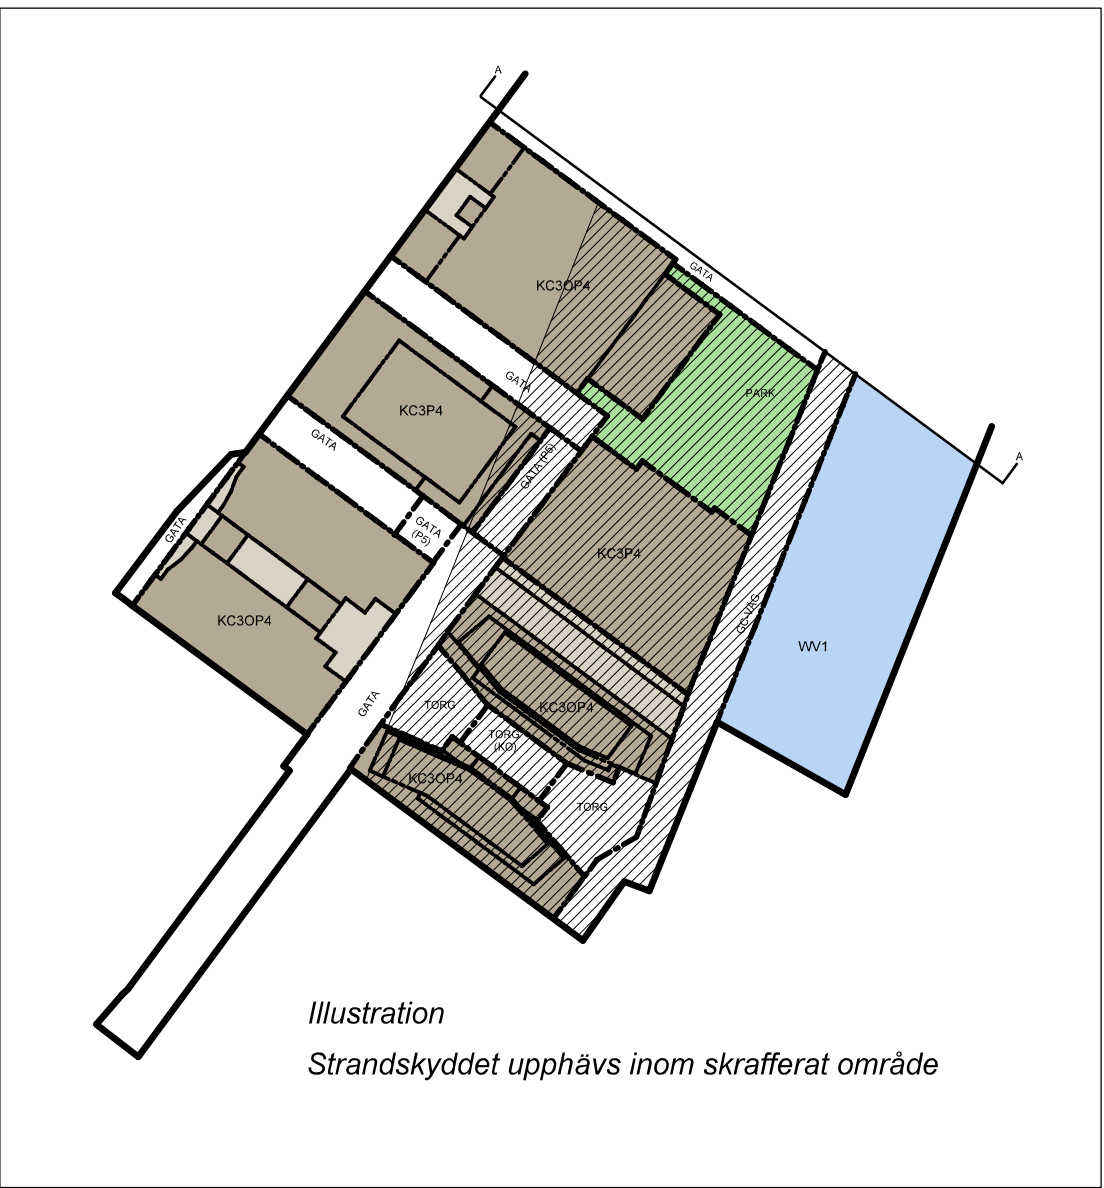 A
GATA
KC3OP4
GATA
PARK
KC3P4
GATA
A
GATA (P5)
GATA
GATA
(P5)
KC3P4
KC3OP4
GC-VÄG
WV1
GATA
TORG
KC3OP4
TORG
(KO)
KC3OP4
TORG
Illustration
Strandskyddet upphävs inom skrafferat område